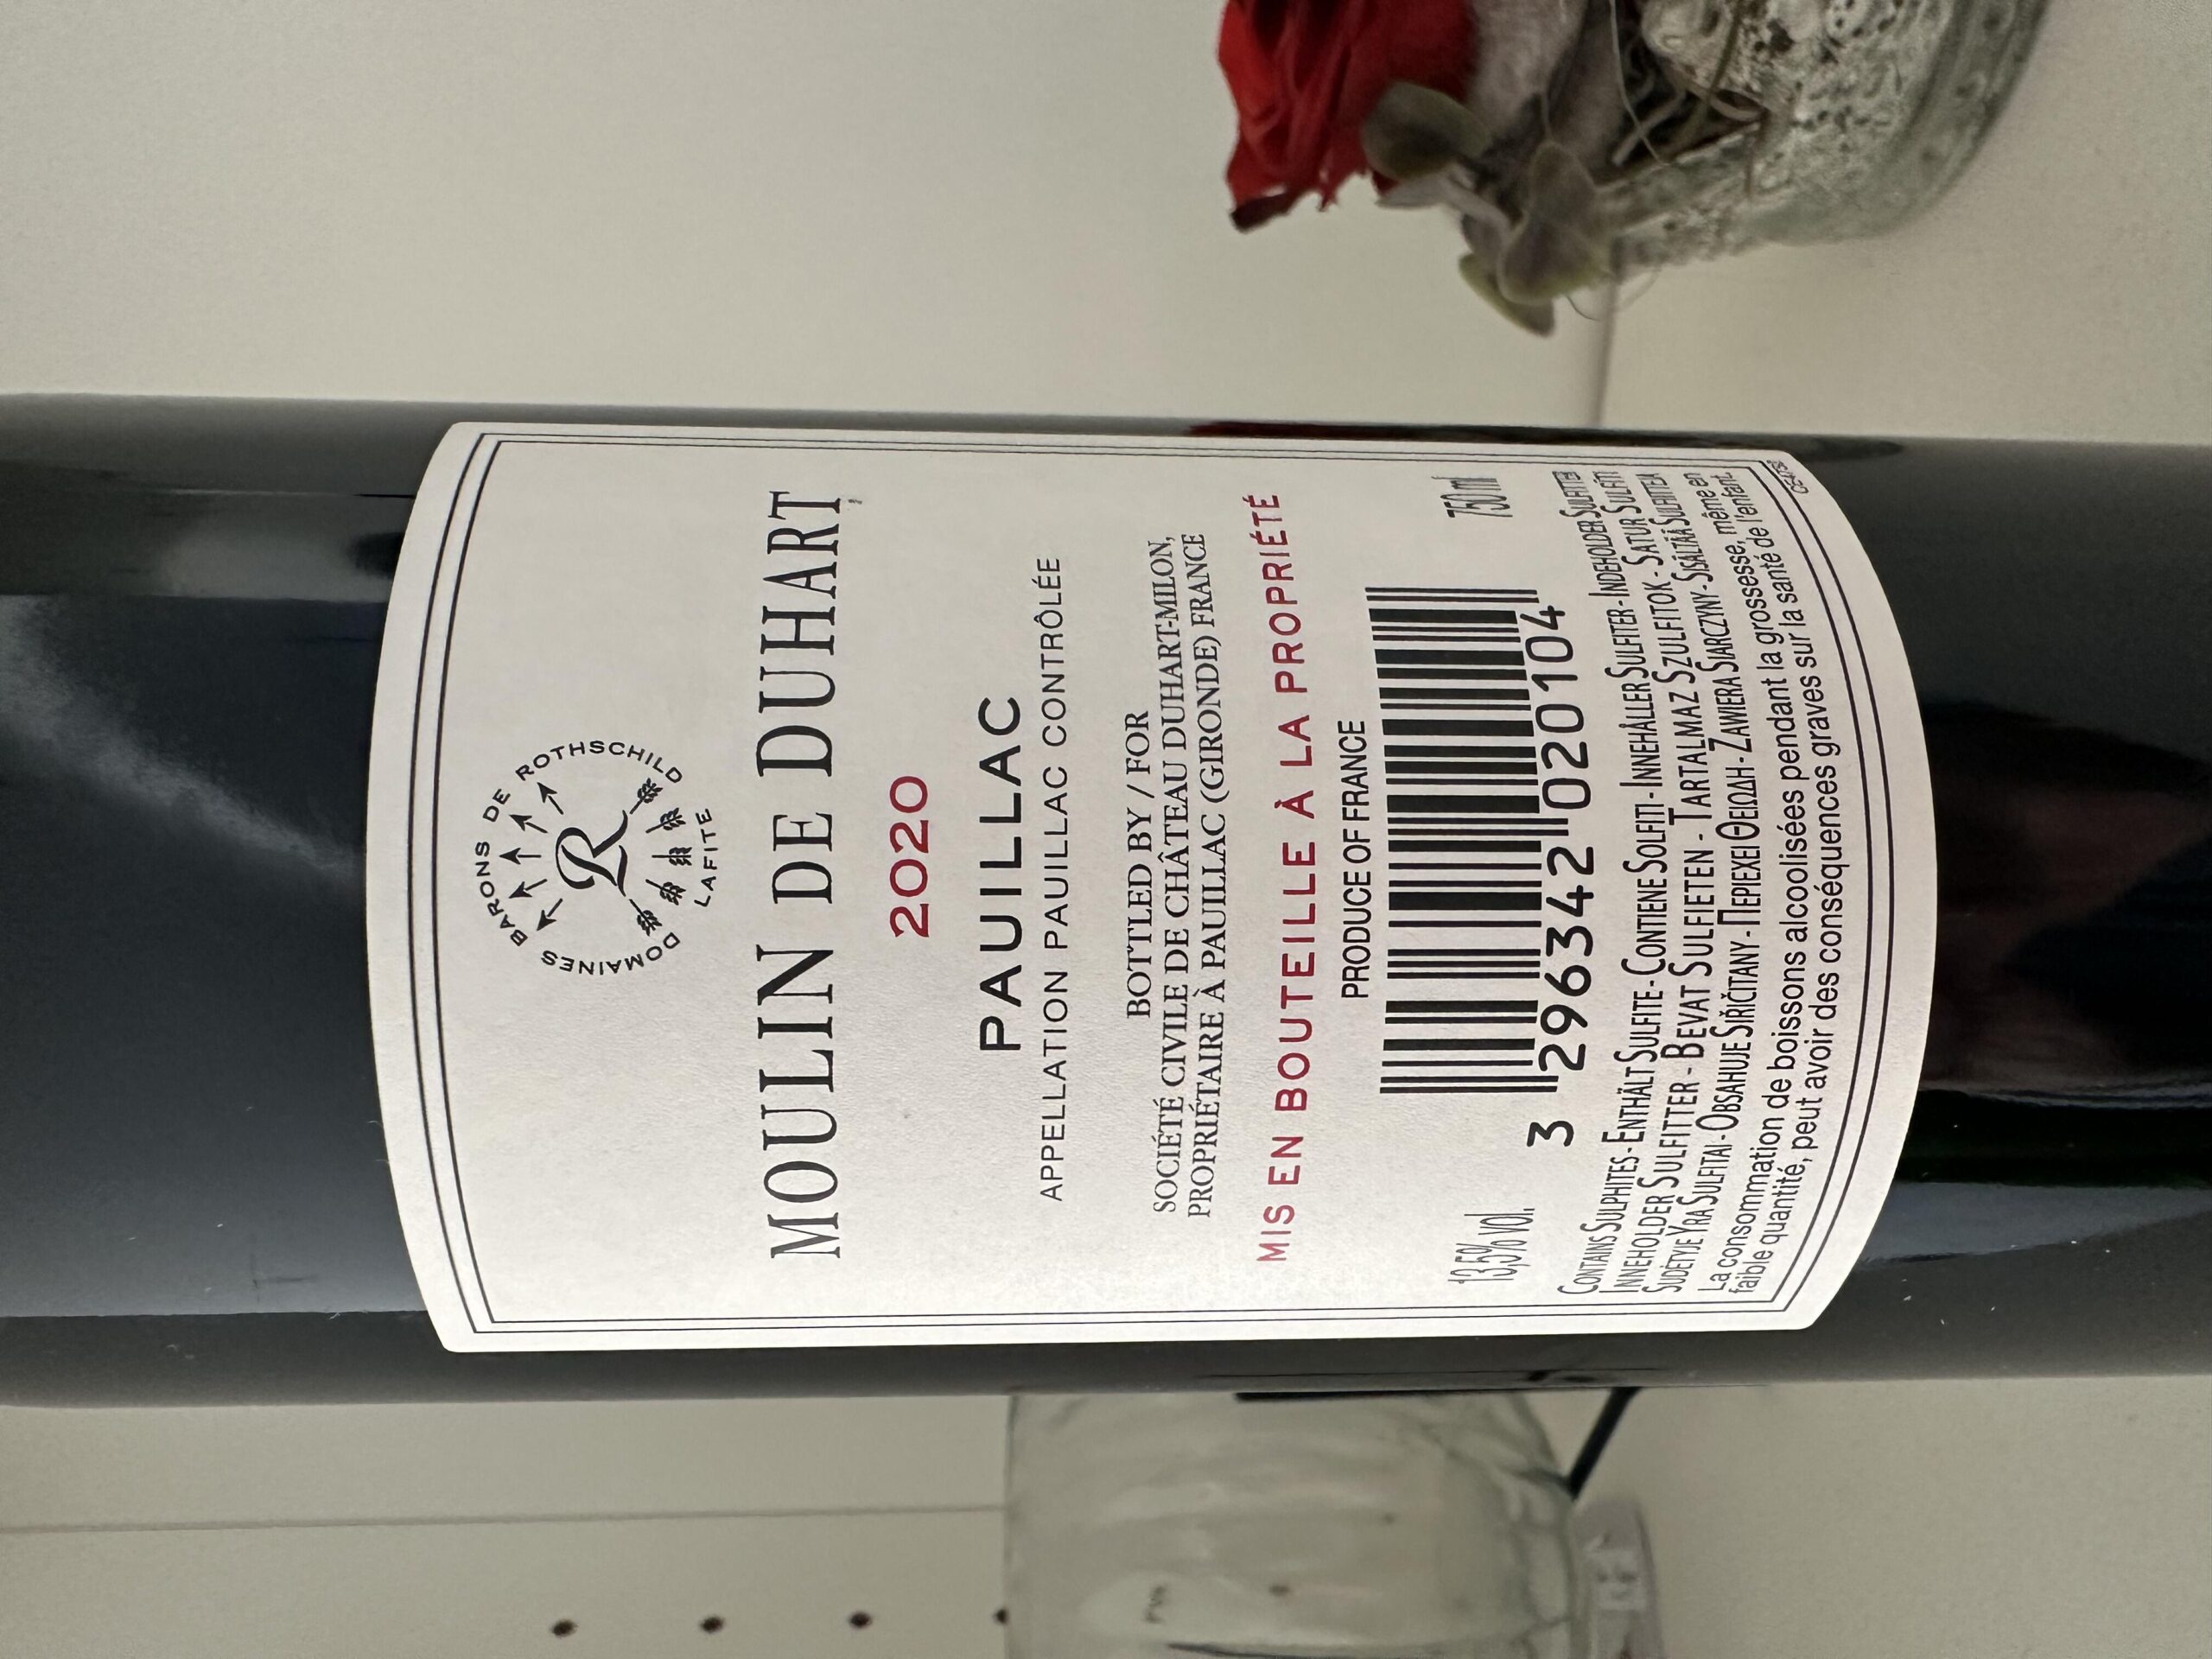 DOMAINES BARONS DE ROTHSCHILD
R
LAFITE
MOULIN DE DUHART
2020
PAUILLAC
APPELLATION PAUILLAC CONTRÔLÉE
BOTTLED BY / FOR
SOCIÉTÉ CIVILE DE CHÂTEAU DUHART-MILON,
PROPRIÉTAIRE À PAUILLAC (GIRONDE) FRANCE
MIS EN BOUTEILLE À LA PROPRIÉTÉ
PRODUCE OF FRANCE
13,5% vol. 750 ml
3 296342 020104
CONTAINS SULPHITES - ENTHÄLT SULFITE - CONTIENE SOLFITI - INNEHÅLLER SULFITER - INDEHOLDER SULFITTER
INNEHOLDER SULFITTER - BEVAT SULFIETEN - TARTALMAZ SZULFITOK - SATUR SULFITI
SUDĖTYJE YRA SULFITAI - OBSAHUJE SIŘIČITANY - ΠΕΡΙΕΧΕΙ ΘΕΙΩΔΗ - ZAWIERA SIARCZYNY - SISÄLTÄÄ SULFIITEJA
La consommation de boissons alcoolisées pendant la grossesse, même en
faible quantité, peut avoir des conséquences graves sur la santé de l'enfant.